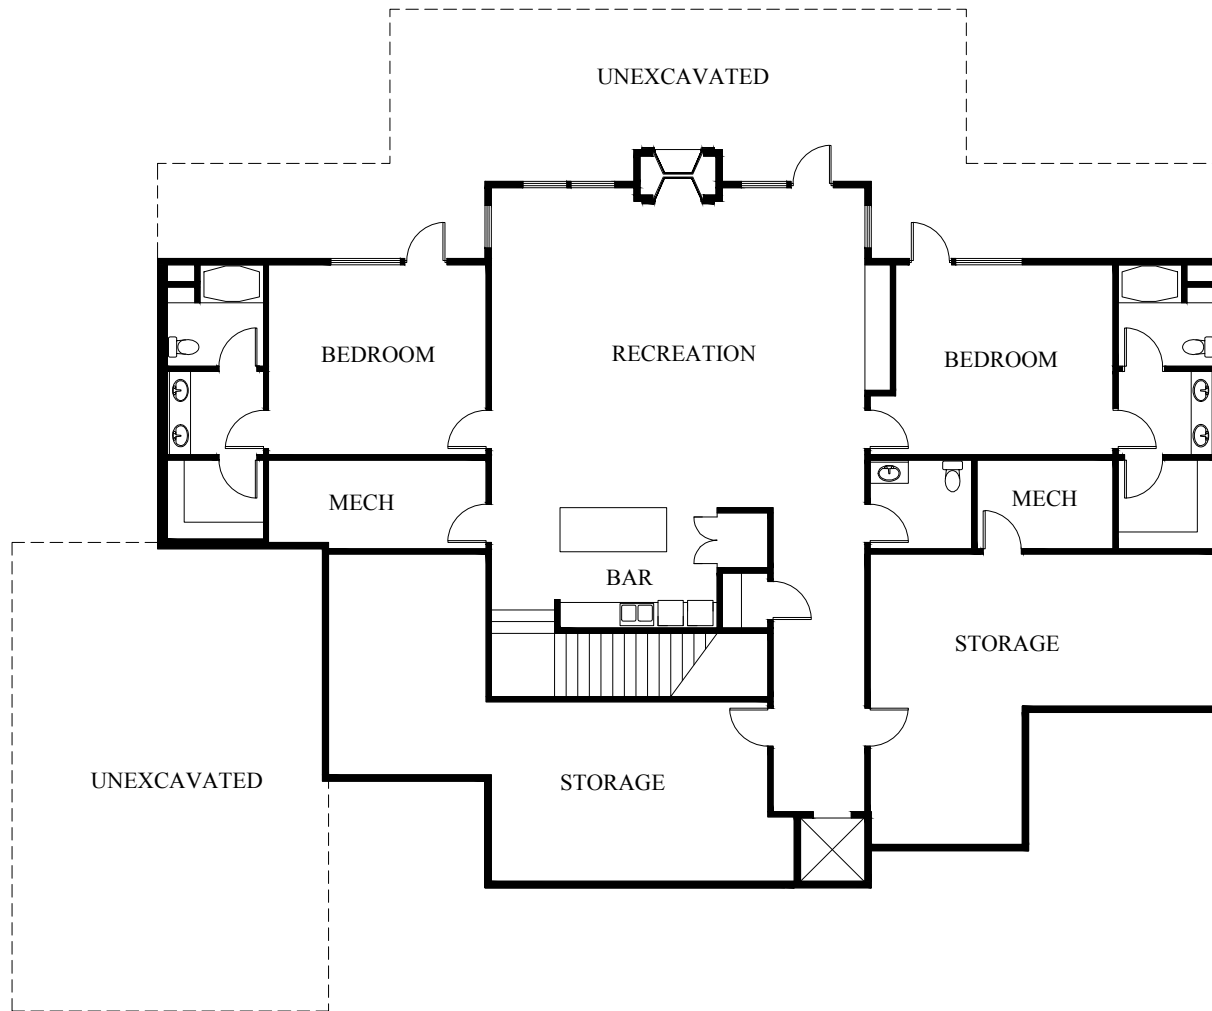 UNEXCAVATED
BEDROOM
RECREATION
BEDROOM
MECH
MECH
BAR
STORAGE
UNEXCAVATED
STORAGE